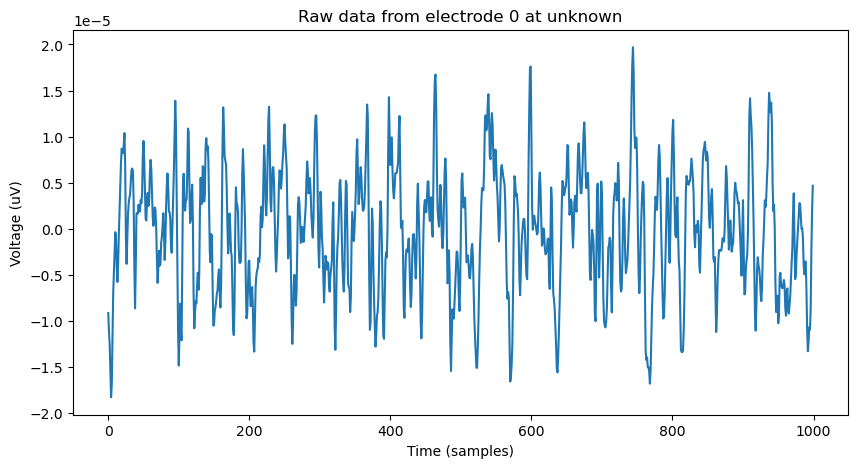 Raw data from electrode 0 at unknown
1e−5
2.0
1.5
1.0
0.5
0.0
−0.5
−1.0
−1.5
−2.0
Voltage (uV)
0 200 400 600 800 1000
Time (samples)